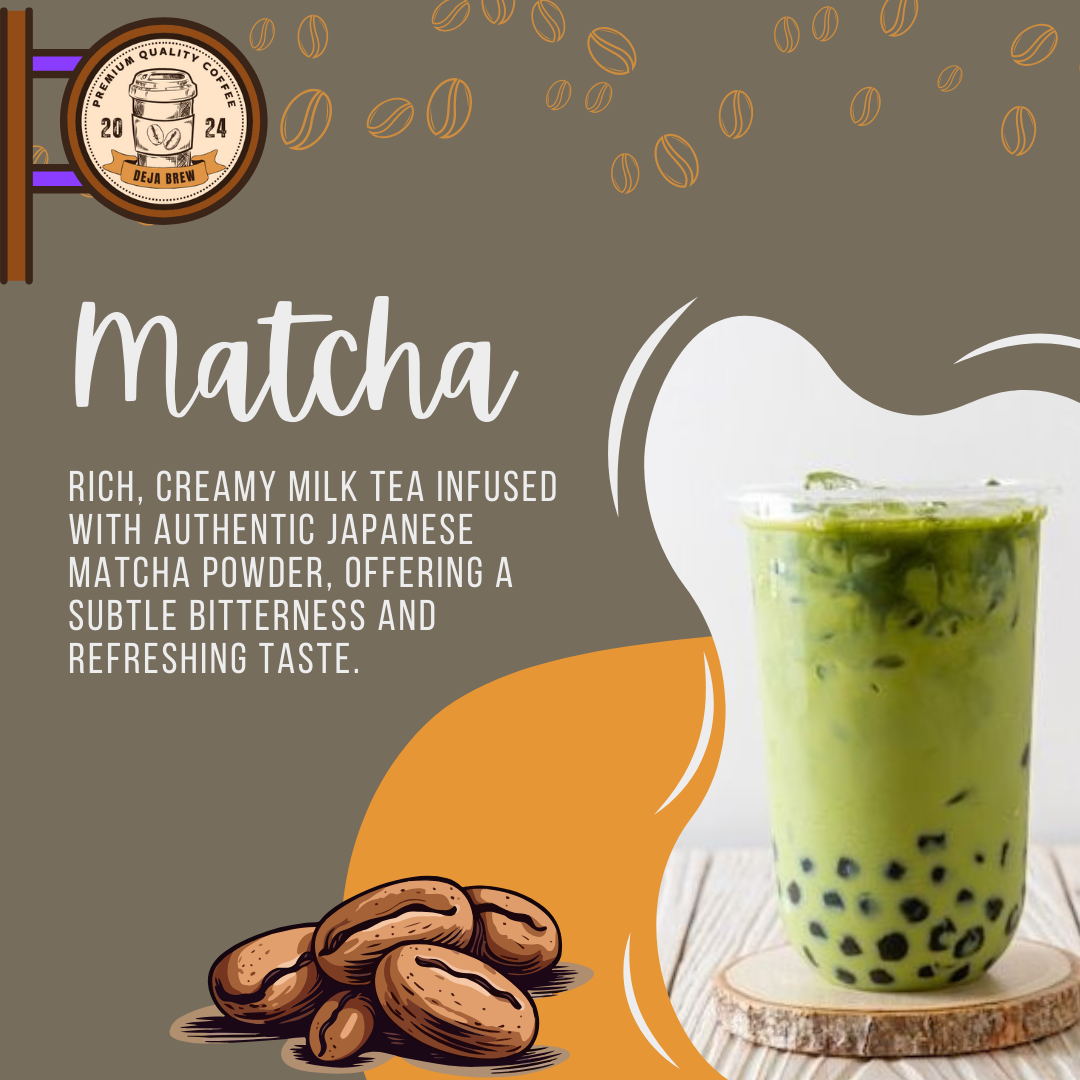 PREMIUM QUALITY COFFEE
20 24
DEJA BREW
Matcha
RICH, CREAMY MILK TEA INFUSED
WITH AUTHENTIC JAPANESE
MATCHA POWDER, OFFERING A
SUBTLE BITTERNESS AND
REFRESHING TASTE.